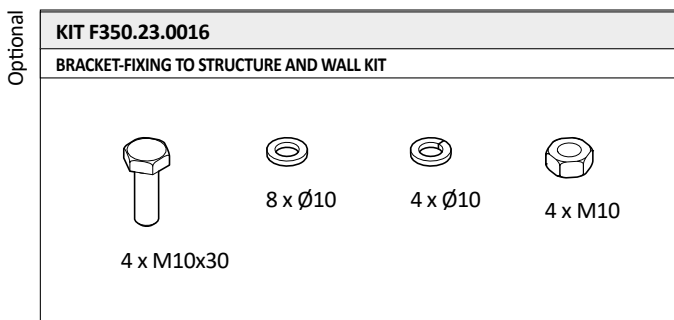 Optional
KIT F350.23.0016
BRACKET-FIXING TO STRUCTURE AND WALL KIT
8 x Ø10
4 x Ø10
4 x M10
4 x M10x30